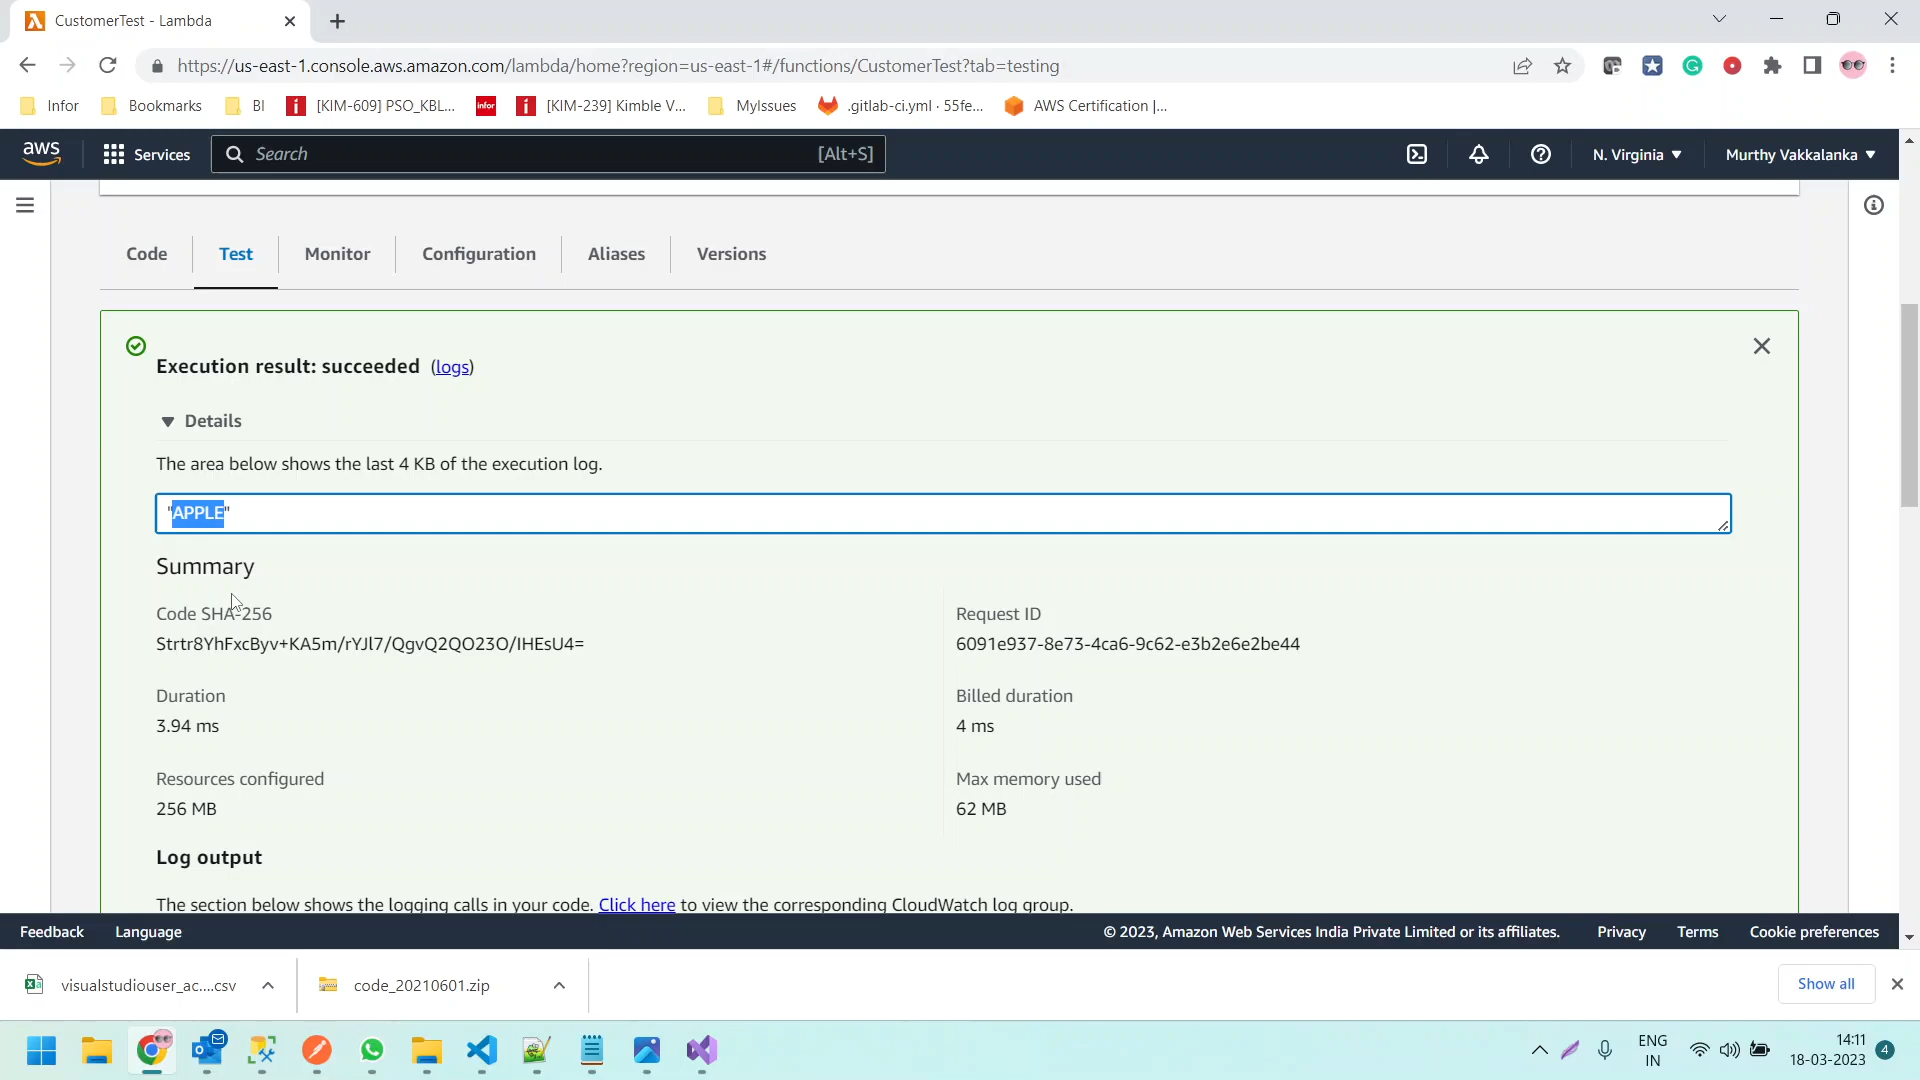 CustomerTest - Lambda
https://us-east-1.console.aws.amazon.com/lambda/home?region=us-east-1#/functions/CustomerTest?tab=testing
Infor Bookmarks BI [KIM-609] PSO_KBL... infor [KIM-239] Kimble V... MyIssues .gitlab-ci.yml · 55fe... AWS Certification |...
aws Services Search [Alt+S] N. Virginia Murthy Vakkalanka
Code Test Monitor Configuration Aliases Versions
Execution result: succeeded (logs)
Details
The area below shows the last 4 KB of the execution log.
"APPLE"
Summary
Code SHA-256 Request ID
Strtr8YhFxcByv+KA5m/rYJl7/QgvQ2QO23O/IHEsU4= 6091e937-8e73-4ca6-9c62-e3b2e6e2be44
Duration Billed duration
3.94 ms 4 ms
Resources configured Max memory used
256 MB 62 MB
Log output
The section below shows the logging calls in your code. Click here to view the corresponding CloudWatch log group.
Feedback Language © 2023, Amazon Web Services India Private Limited or its affiliates. Privacy Terms Cookie preferences
visualstudiouser_ac....csv code_20210601.zip Show all
ENG 14:11
IN 18-03-2023 4